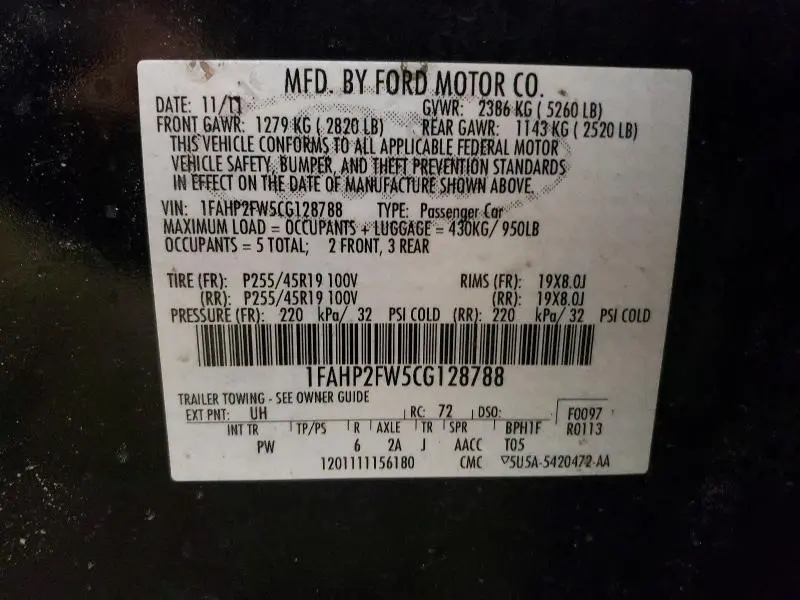 MFD. BY FORD MOTOR CO.
DATE: 11/11 GVWR: 2386 KG ( 5260 LB)
FRONT GAWR: 1279 KG ( 2820 LB) REAR GAWR: 1143 KG ( 2520 LB)
THIS VEHICLE CONFORMS TO ALL APPLICABLE FEDERAL MOTOR
VEHICLE SAFETY, BUMPER, AND THEFT PREVENTION STANDARDS
IN EFFECT ON THE DATE OF MANUFACTURE SHOWN ABOVE.
VIN: 1FAHP2FW5CG128788 TYPE: Passenger Car
MAXIMUM LOAD = OCCUPANTS + LUGGAGE = 430KG/ 950LB
OCCUPANTS = 5 TOTAL; 2 FRONT, 3 REAR
TIRE (FR): P255/45R19 100V RIMS (FR): 19X8.0J
(RR): P255/45R19 100V (RR): 19X8.0J
PRESSURE (FR): 220 kPa/ 32 PSI COLD (RR): 220 kPa/ 32 PSI COLD
1FAHP2FW5CG128788
TRAILER TOWING - SEE OWNER GUIDE
EXT PNT: UH RC: 72 DSO: F0097
INT TR TP/PS R AXLE TR SPR BPH1F R0113
PW 6 2A J AACC T05
1201111156180 CMC ▽5U5A-5420472-AA